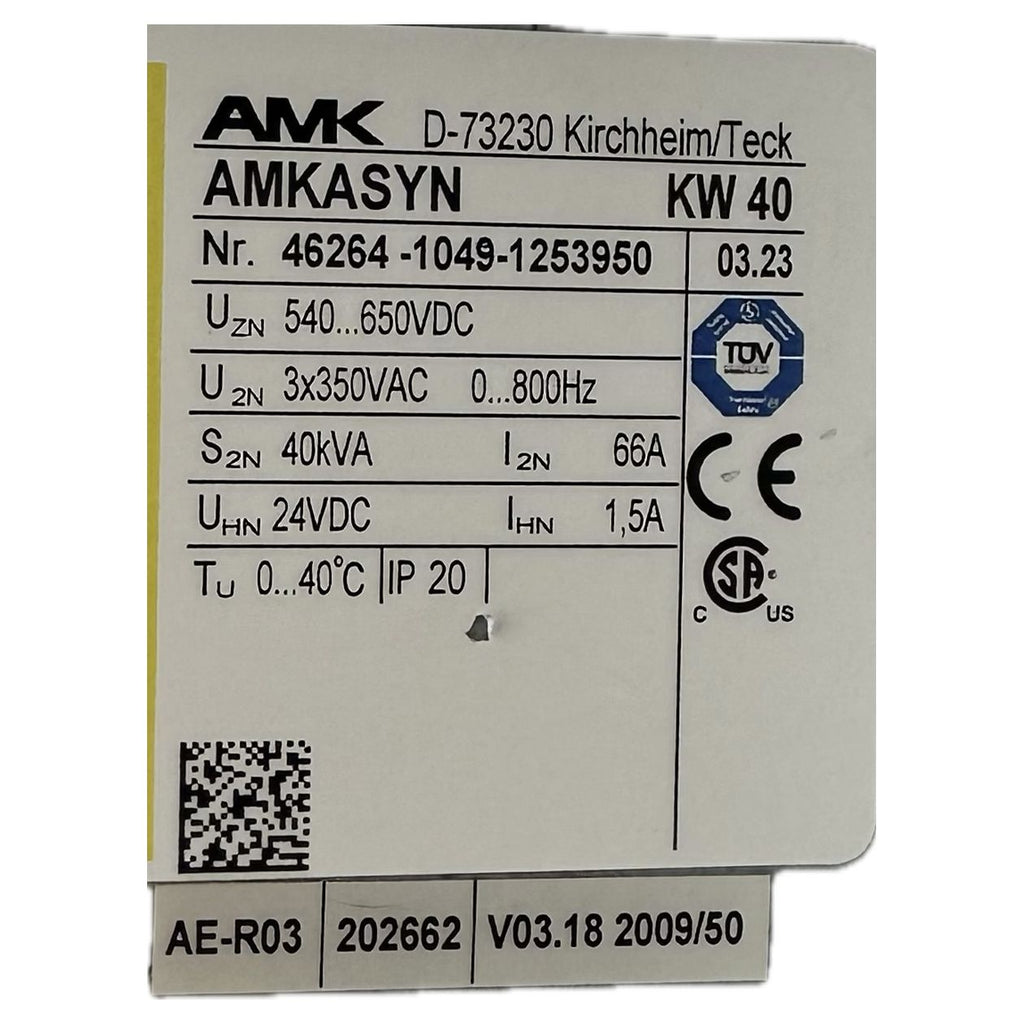 AMK D-73230 Kirchheim/Teck
AMKASYN KW 40
Nr. 46264-1049-1253950 03.23
UZN 540...650VDC
TÜV
U2N 3x350VAC 0...800Hz
S2N 40kVA I2N 66A
CE
UHN 24VDC IHN 1,5A
TU 0...40°C IP 20
SA
C US
AE-R03 202662 V03.18 2009/50